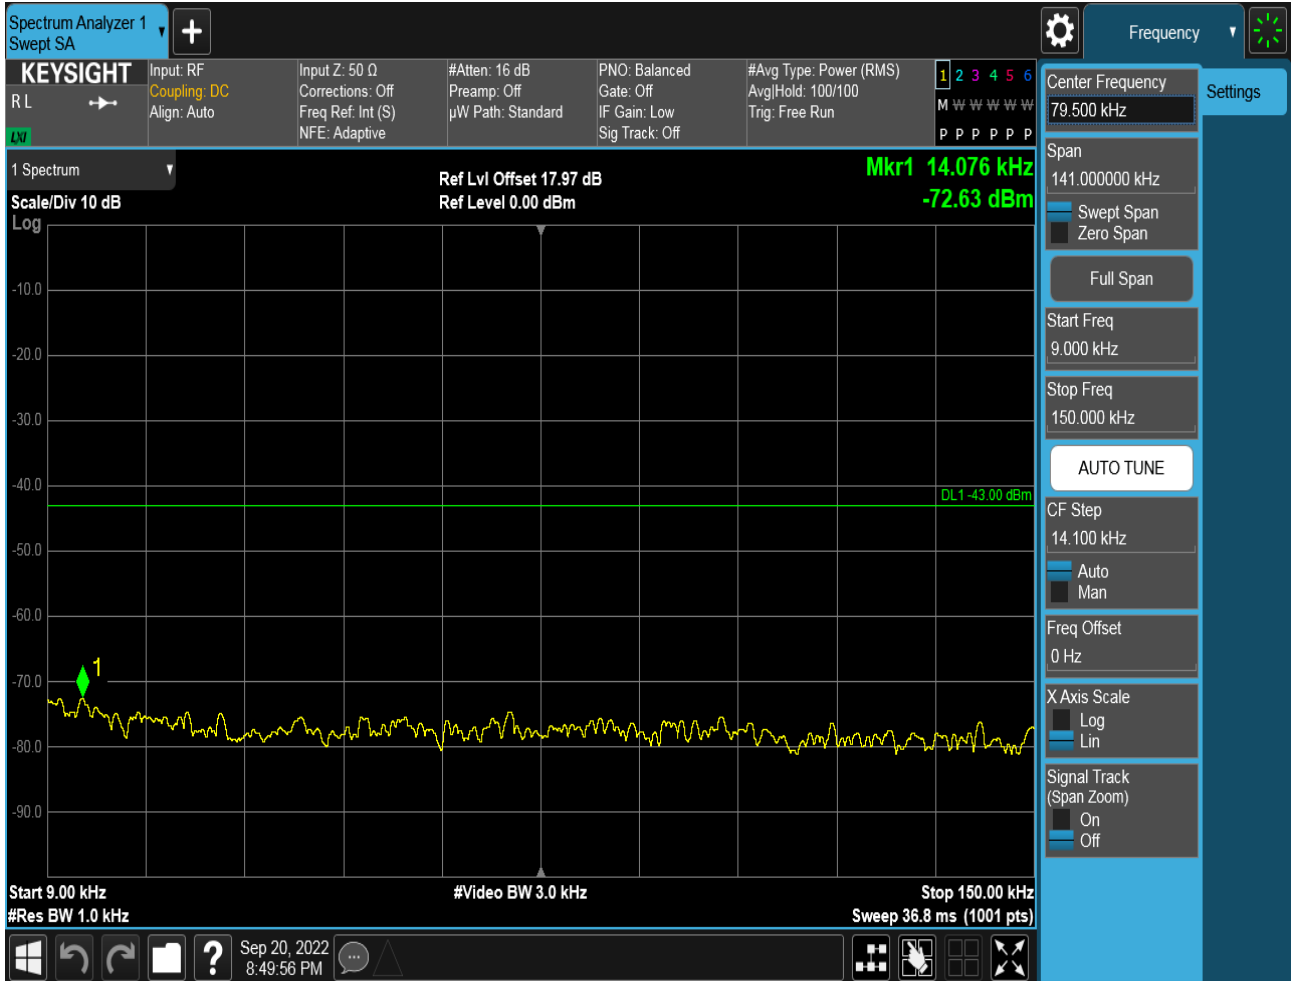 Spectrum Analyzer 1
Swept SA
+
Frequency
KEYSIGHT
R L
LXI
Input: RF
Coupling: DC
Align: Auto
Input Z: 50 Ω
Corrections: Off
Freq Ref: Int (S)
NFE: Adaptive
#Atten: 16 dB
Preamp: Off
µW Path: Standard
PNO: Balanced
Gate: Off
IF Gain: Low
Sig Track: Off
#Avg Type: Power (RMS)
Avg|Hold: 100/100
Trig: Free Run
1 2 3 4 5 6
M W W W W W
P P P P P P
1 Spectrum
Scale/Div 10 dB
Log
Ref Lvl Offset 17.97 dB
Ref Level 0.00 dBm
Mkr1 14.076 kHz
-72.63 dBm
-10.0
-20.0
-30.0
-40.0
DL1 -43.00 dBm
-50.0
-60.0
1
-70.0
-80.0
-90.0
Start 9.00 kHz
#Video BW 3.0 kHz
Stop 150.00 kHz
#Res BW 1.0 kHz
Sweep 36.8 ms (1001 pts)
?
Sep 20, 2022
8:49:56 PM
Center Frequency
79.500 kHz
Settings
Span
141.000000 kHz
Swept Span
Zero Span
Full Span
Start Freq
9.000 kHz
Stop Freq
150.000 kHz
AUTO TUNE
CF Step
14.100 kHz
Auto
Man
Freq Offset
0 Hz
X Axis Scale
Log
Lin
Signal Track
(Span Zoom)
On
Off